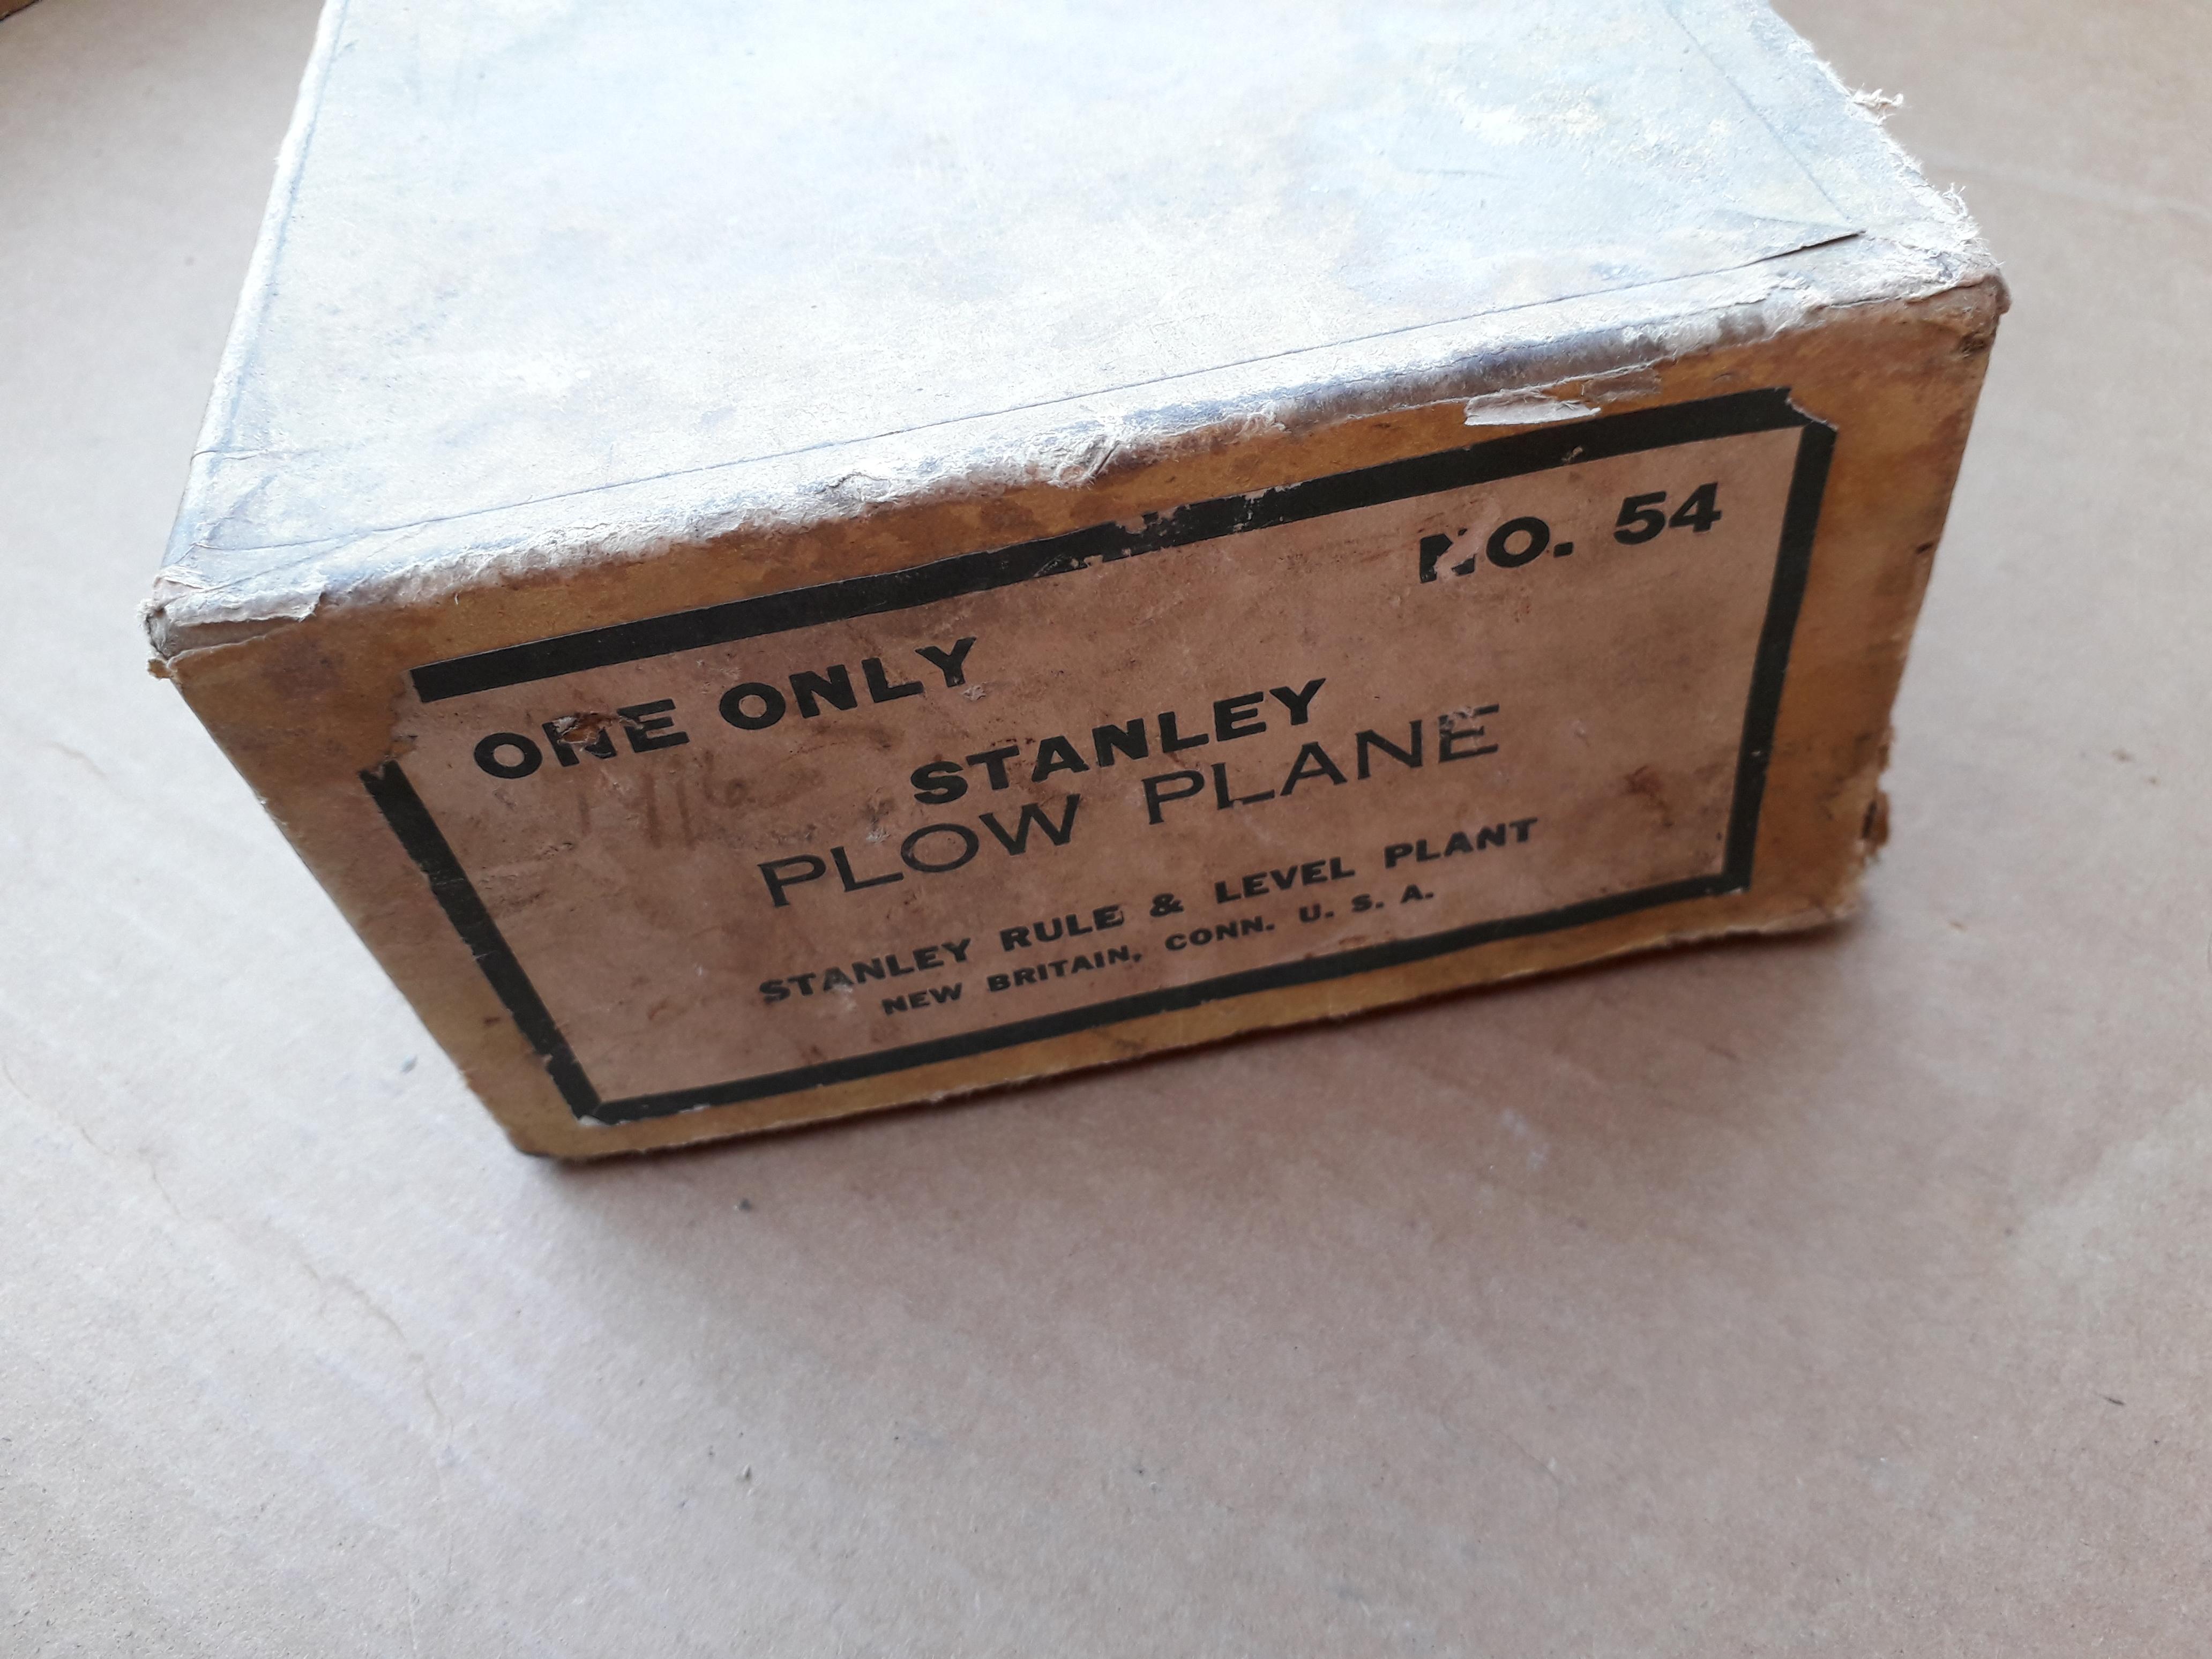 NO. 54
ONE ONLY
STANLEY
PLOW PLANE
STANLEY RULE & LEVEL PLANT
NEW BRITAIN, CONN. U. S. A.